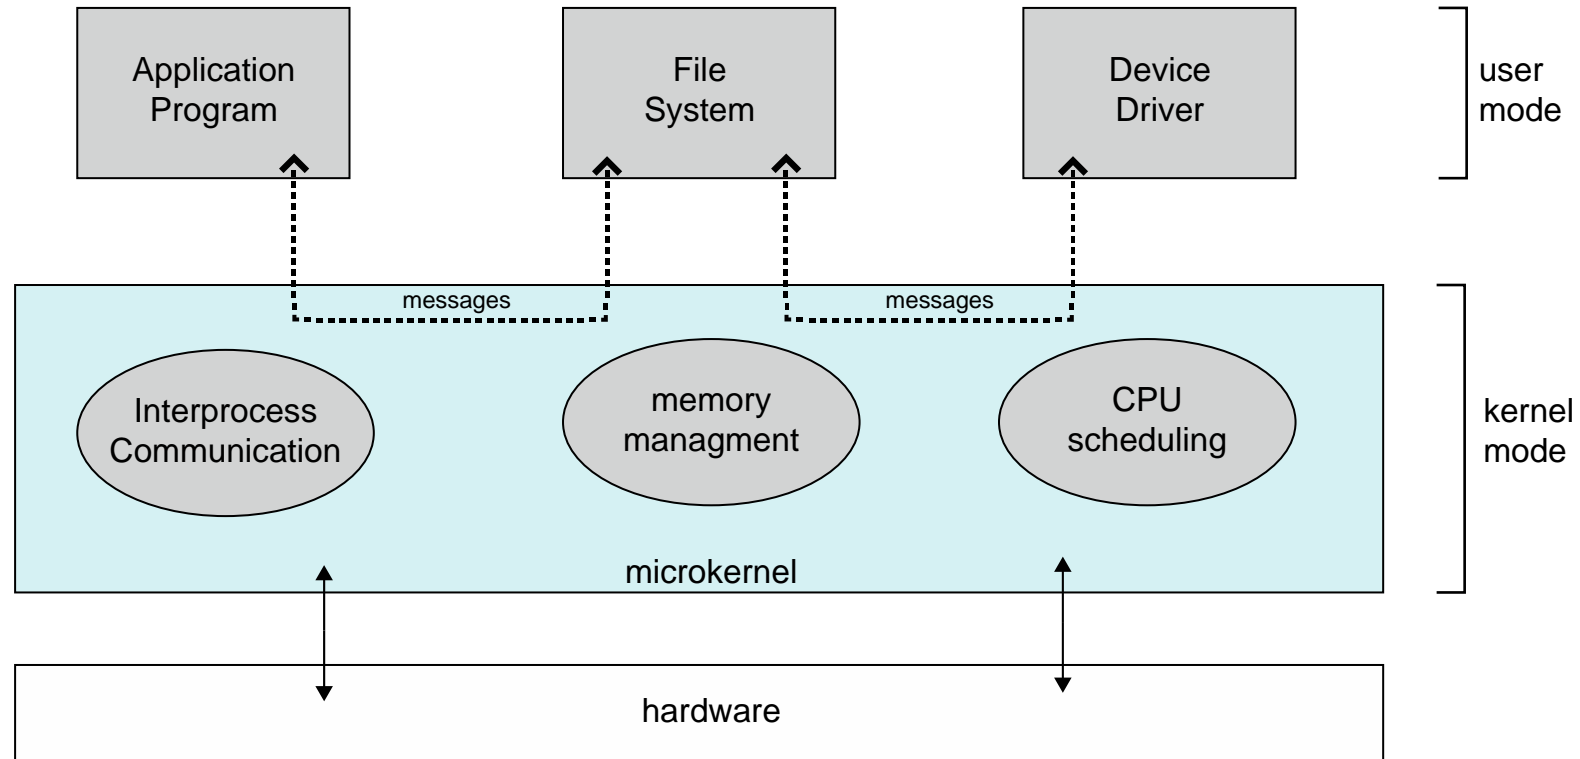 Application
Program
File
System
Device
Driver
user
mode
messages
messages
Interprocess
Communication
memory
managment
CPU
scheduling
kernel
mode
microkernel
hardware